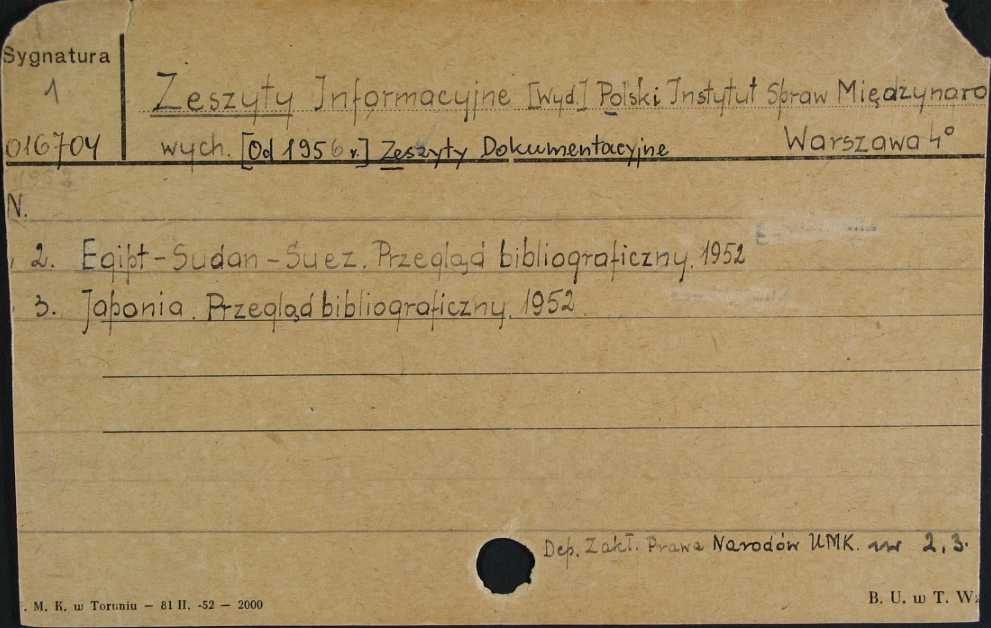 Sygnatura
1
Zeszyty Informacyjne [Wyd] Polski Instytut Spraw Międzynaro
016704
wych. [Od 1956 r.] Zeszyty Dokumentacyjne
Warszawa 4°
N.
2. Egipt - Sudan - Suez. Przegląd bibliograficzny. 1952
3. Japonia. Przegląd bibliograficzny. 1952
Dep. Zakł. Prawa Narodów UMK. nr 2, 3.
. M. K. w Toruniu — 81 II. -52 — 2000
B. U. w T. W